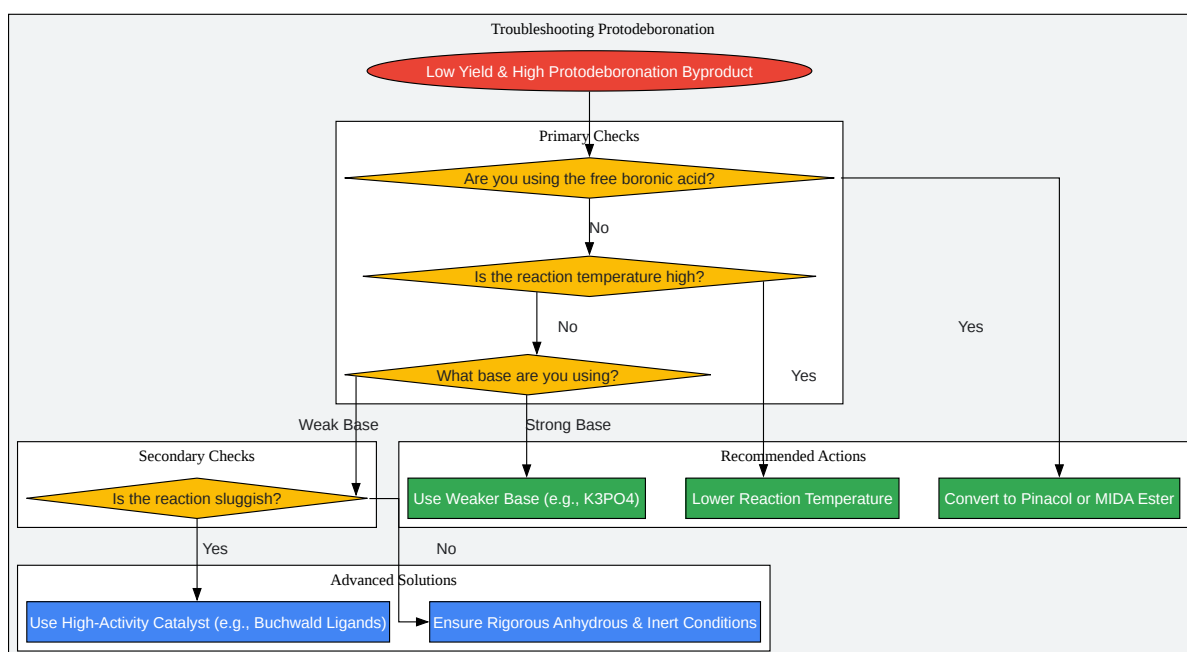 Troubleshooting Protodeboronation
Low Yield & High Protodeboronation Byproduct
Primary Checks
Are you using the free boronic acid?
No
Is the reaction temperature high?
No
Yes
What base are you using?
Yes
Weak Base
Strong Base
Secondary Checks
Recommended Actions
Is the reaction sluggish?
Use Weaker Base (e.g., K3PO4)
Lower Reaction Temperature
Convert to Pinacol or MIDA Ester
Yes
No
Advanced Solutions
Use High-Activity Catalyst (e.g., Buchwald Ligands)
Ensure Rigorous Anhydrous & Inert Conditions